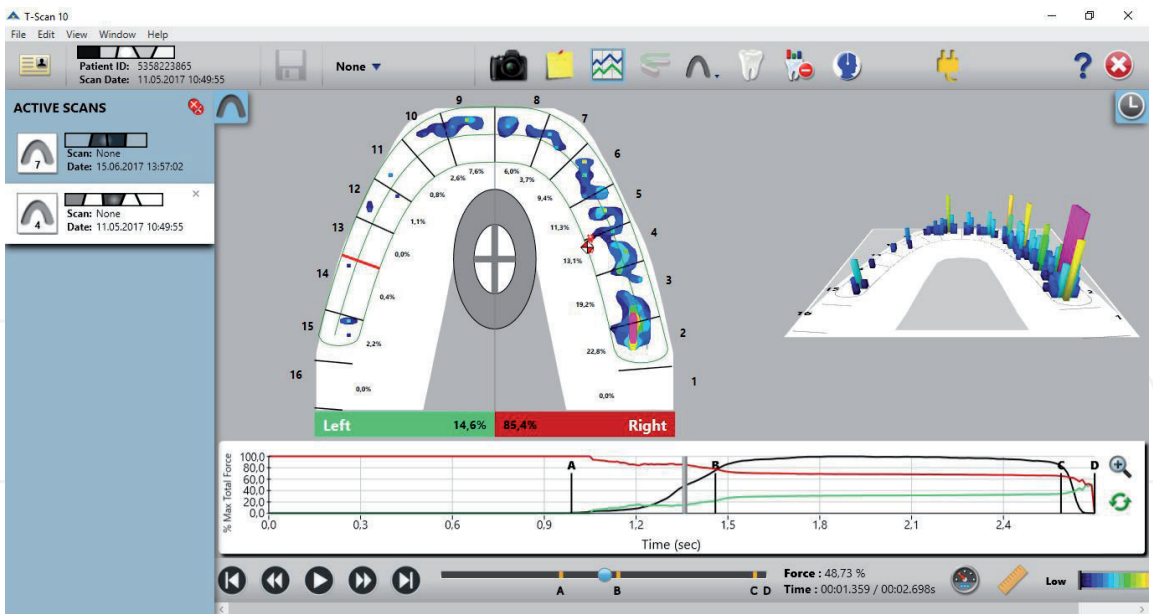 T-Scan 10
File Edit View Window Help
Patient ID: 5358223865
Scan Date: 11.05.2017 10:49:55
None
ACTIVE SCANS
7
Scan: None
Date: 15.06.2017 13:57:02
4
Scan: None
Date: 11.05.2017 10:49:55
9 8
10 7
11 6
12 5
13 4
14 3
15 2
16 1
7,6% 6,0%
2,6% 3,7%
0,8% 9,4%
1,1% 11,3%
0,0% 13,1%
0,4% 19,2%
2,2% 22,8%
0,0% 0,0%
Left 14,6% 85,4% Right
15
2
1
% Max Total Force
100,0
80,0
60,0
40,0
20,0
0,0
A B C D
0,0 0,3 0,6 0,9 1,2 1,5 1,8 2,1 2,4
Time (sec)
A B C D
Force : 48,73 %
Time : 00:01.359 / 00:02.698s
Low